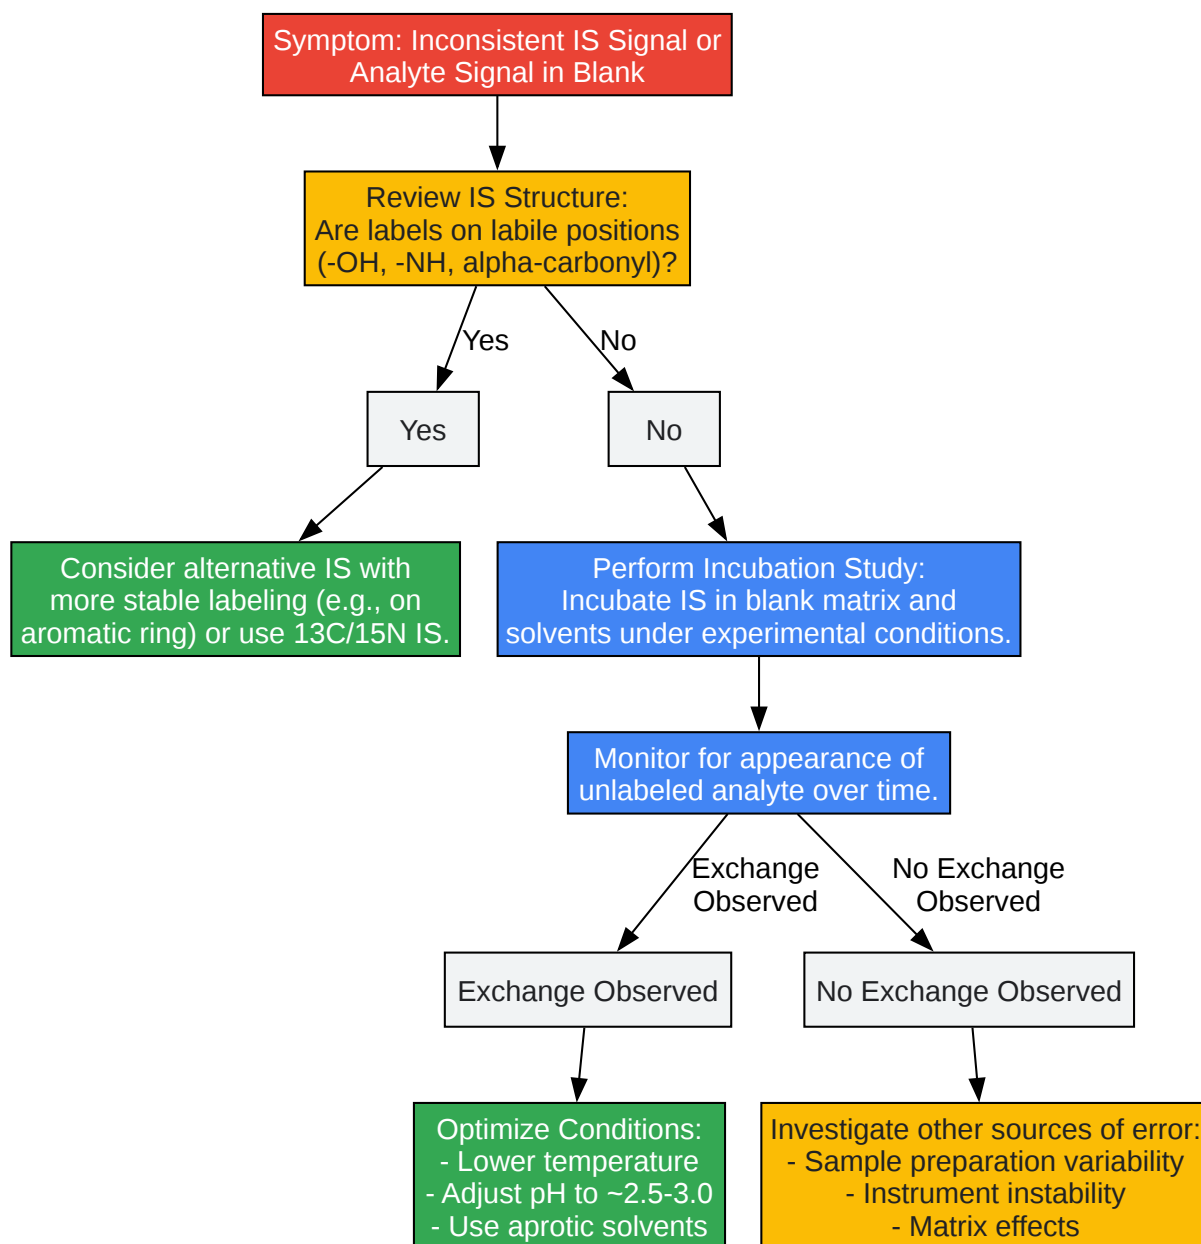 Symptom: Inconsistent IS Signal or
Analyte Signal in Blank
Review IS Structure:
Are labels on labile positions
(-OH, -NH, alpha-carbonyl)?
Yes
No
Yes
No
Consider alternative IS with
more stable labeling (e.g., on
aromatic ring) or use 13C/15N IS.
Perform Incubation Study:
Incubate IS in blank matrix and
solvents under experimental conditions.
Monitor for appearance of
unlabeled analyte over time.
Exchange
Observed
No Exchange
Observed
Exchange Observed
No Exchange Observed
Optimize Conditions:
- Lower temperature
- Adjust pH to ~2.5-3.0
- Use aprotic solvents
Investigate other sources of error:
- Sample preparation variability
- Instrument instability
- Matrix effects